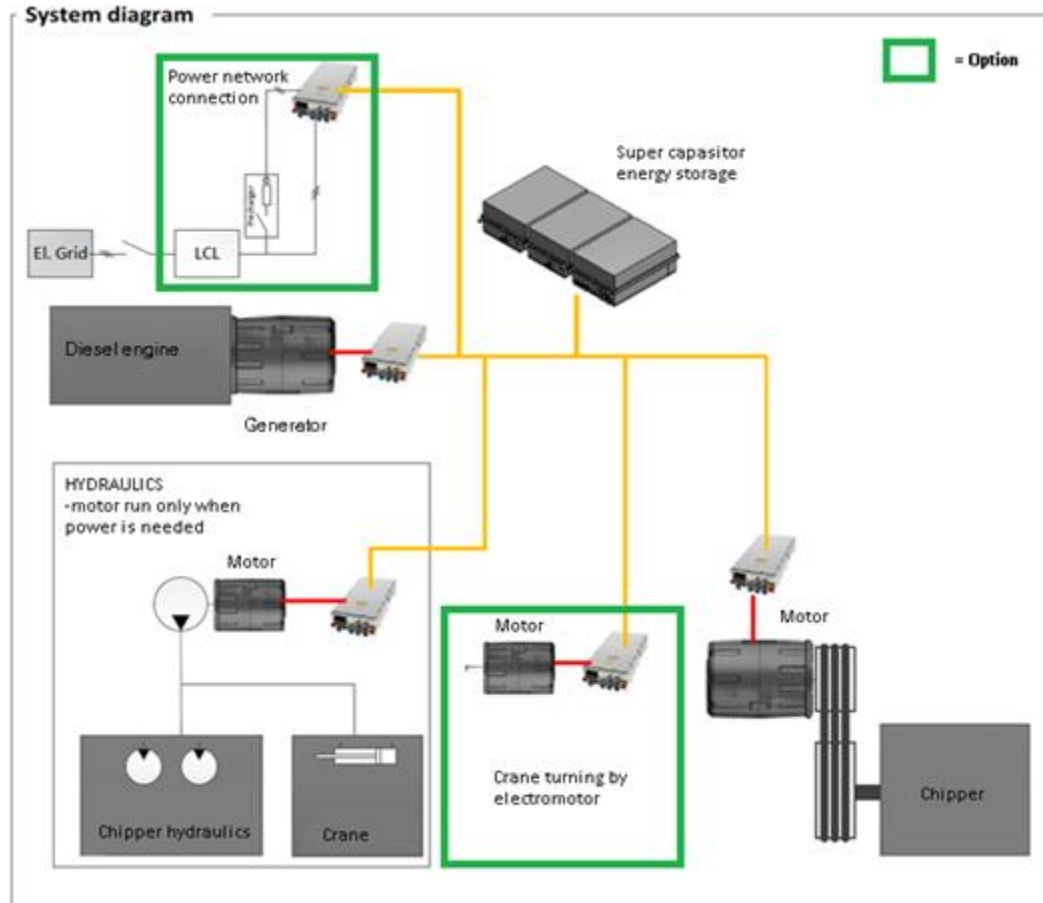 System diagram
= Option
Power network
connection
Precharger
El. Grid
LCL
Super capasitor
energy storage
Diesel engine
Generator
HYDRAULICS
-motor run only when
power is needed
Motor
Motor
Motor
Crane turning by
electromotor
Chipper hydraulics
Crane
Chipper